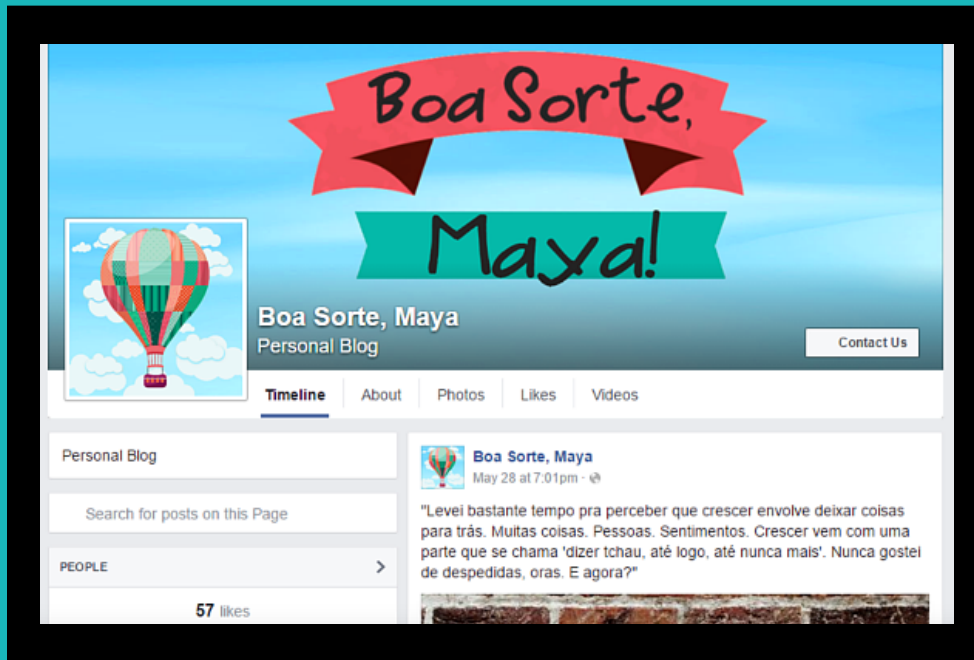 Boa Sorte,
Maya!
Boa Sorte, Maya
Personal Blog
Contact Us
Timeline About Photos Likes Videos
Personal Blog
Search for posts on this Page
PEOPLE
57 likes
Boa Sorte, Maya
May 28 at 7:01pm ·
"Levei bastante tempo pra perceber que crescer envolve deixar coisas
para trás. Muitas coisas. Pessoas. Sentimentos. Crescer vem com uma
parte que se chama 'dizer tchau, até logo, até nunca mais'. Nunca gostei
de despedidas, oras. E agora?"